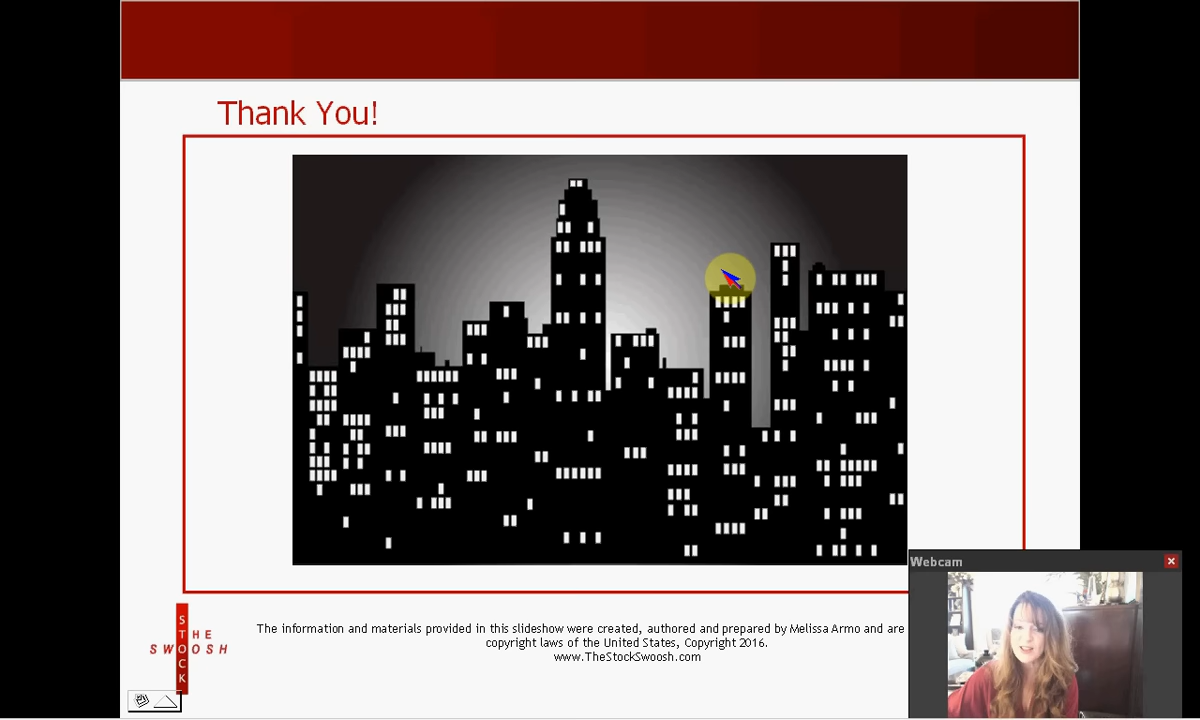 Thank You!
THE
STOCK
SWOOSH
The information and materials provided in this slideshow were created, authored and prepared by Melissa Armo and are
copyright laws of the United States, Copyright 2016.
www.TheStockSwoosh.com
Webcam